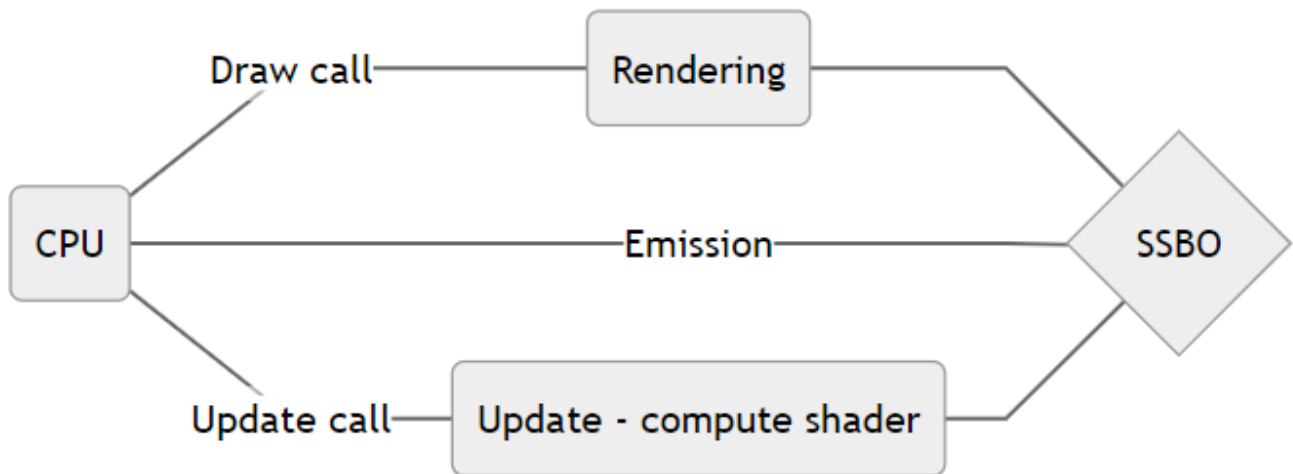 Draw call
Rendering
CPU
Emission
SSBO
Update call
Update - compute shader